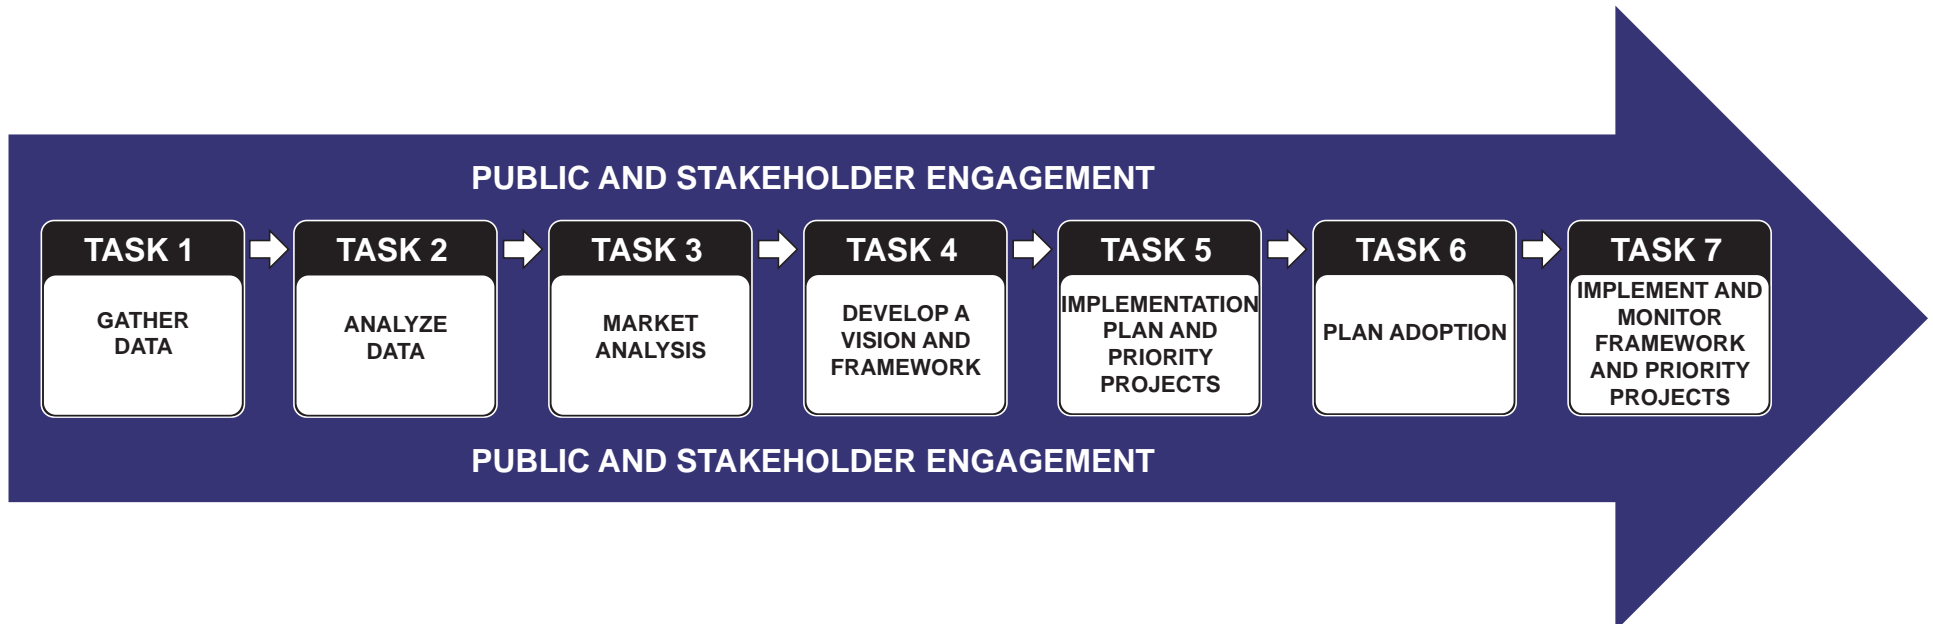 PUBLIC AND STAKEHOLDER ENGAGEMENT
TASK 1
GATHER
DATA
TASK 2
ANALYZE
DATA
TASK 3
MARKET
ANALYSIS
TASK 4
DEVELOP A
VISION AND
FRAMEWORK
TASK 5
IMPLEMENTATION
PLAN AND
PRIORITY
PROJECTS
TASK 6
PLAN ADOPTION
TASK 7
IMPLEMENT AND
MONITOR
FRAMEWORK
AND PRIORITY
PROJECTS
PUBLIC AND STAKEHOLDER ENGAGEMENT